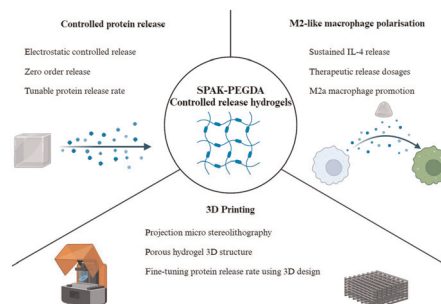 Controlled protein release
Electrostatic controlled release
Zero order release
Tunable protein release rate
M2-like macrophage polarisation
Sustained IL-4 release
Therapeutic release dosages
M2a macrophage promotion
SPAK-PEGDA
Controlled release hydrogels
3D Printing
Projection micro stereolithography
Porous hydrogel 3D structure
Fine-tuning protein release rate using 3D design